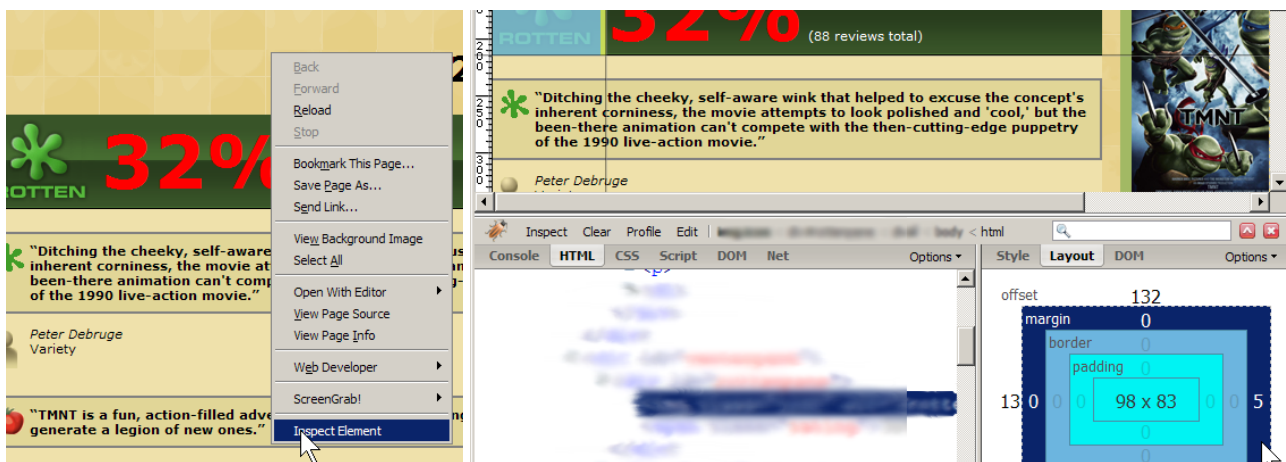 Back
Forward
Reload
Stop
Bookmark This Page...
Save Page As...
Send Link...
View Background Image
Select All
Open With Editor
View Page Source
View Page Info
Web Developer
ScreenGrab!
Inspect Element
32%
"Ditching the cheeky, self-aware
inherent corniness, the movie
been-there animation can't
of the 1990 live-action movie."
Peter Debruge
Variety
"TMNT is a fun, action-filled
generate a legion of new ones."
ROTTEN
32%
(88 reviews total)
"Ditching the cheeky, self-aware wink that helped to excuse the concept's
inherent corniness, the movie attempts to look polished and 'cool,' but the
been-there animation can't compete with the then-cutting-edge puppetry
of the 1990 live-action movie."
Peter Debruge
TMNT
Inspect Clear Profile Edit body < html
Console HTML CSS Script DOM Net Options
Style Layout DOM Options
<p>
offset 132
margin 0
border 0
padding 0
13 0 0 0 98 x 83 0 0 5
0
0